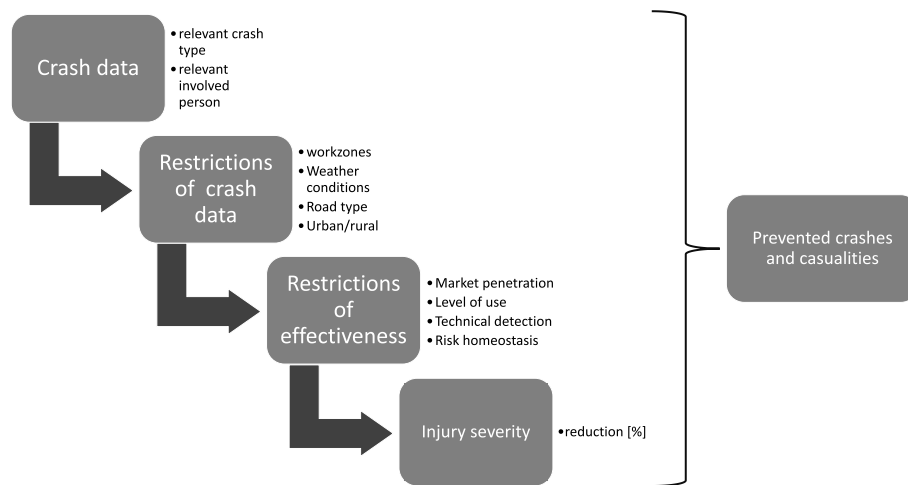 Crash data
•relevant crash
type
•relevant
involved
person
Restrictions
of crash
data
•workzones
•Weather
conditions
•Road type
•Urban/rural
Restrictions
of
effectiveness
•Market penetration
•Level of use
•Technical detection
•Risk homeostasis
Injury severity
•reduction [%]
Prevented crashes
and casualities